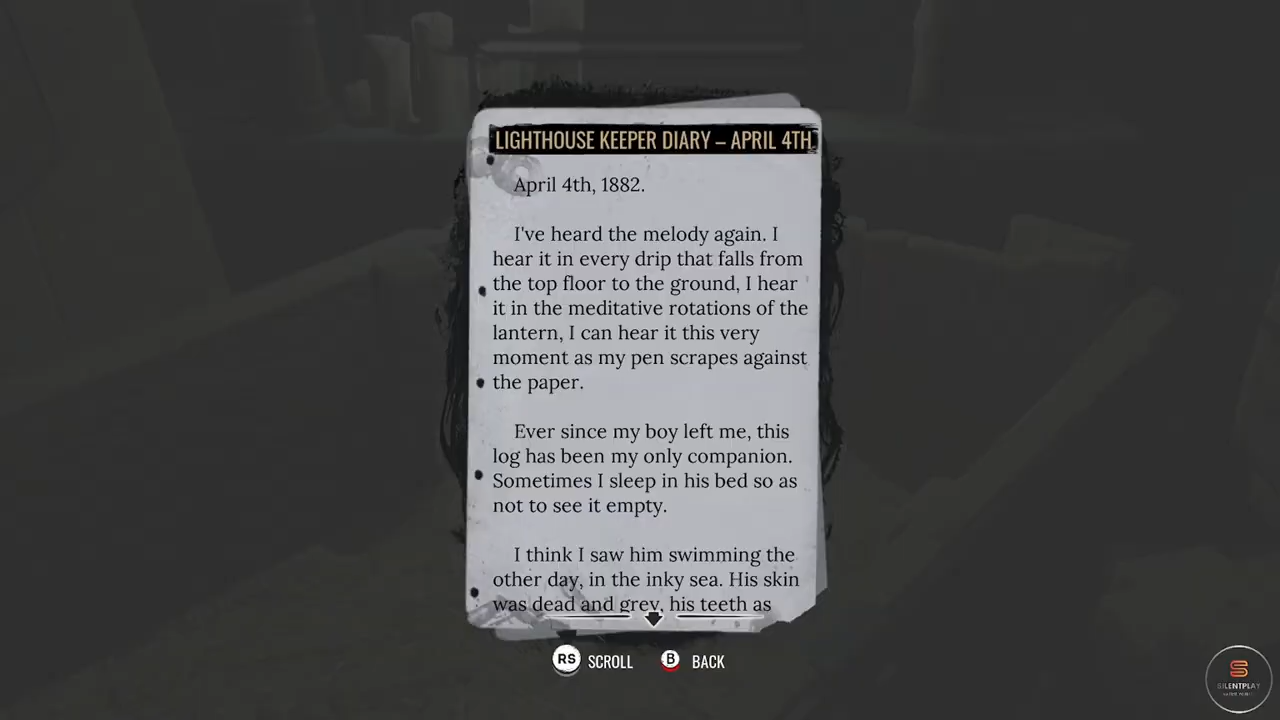 LIGHTHOUSE KEEPER DIARY – APRIL 4TH
April 4th, 1882.
I've heard the melody again. I
hear it in every drip that falls from
the top floor to the ground, I hear
it in the meditative rotations of the
lantern, I can hear it this very
moment as my pen scrapes against
the paper.
Ever since my boy left me, this
log has been my only companion.
Sometimes I sleep in his bed so as
not to see it empty.
I think I saw him swimming the
other day, in the inky sea. His skin
was dead and grey, his teeth as
RS SCROLL B BACK
SILENTPLAY